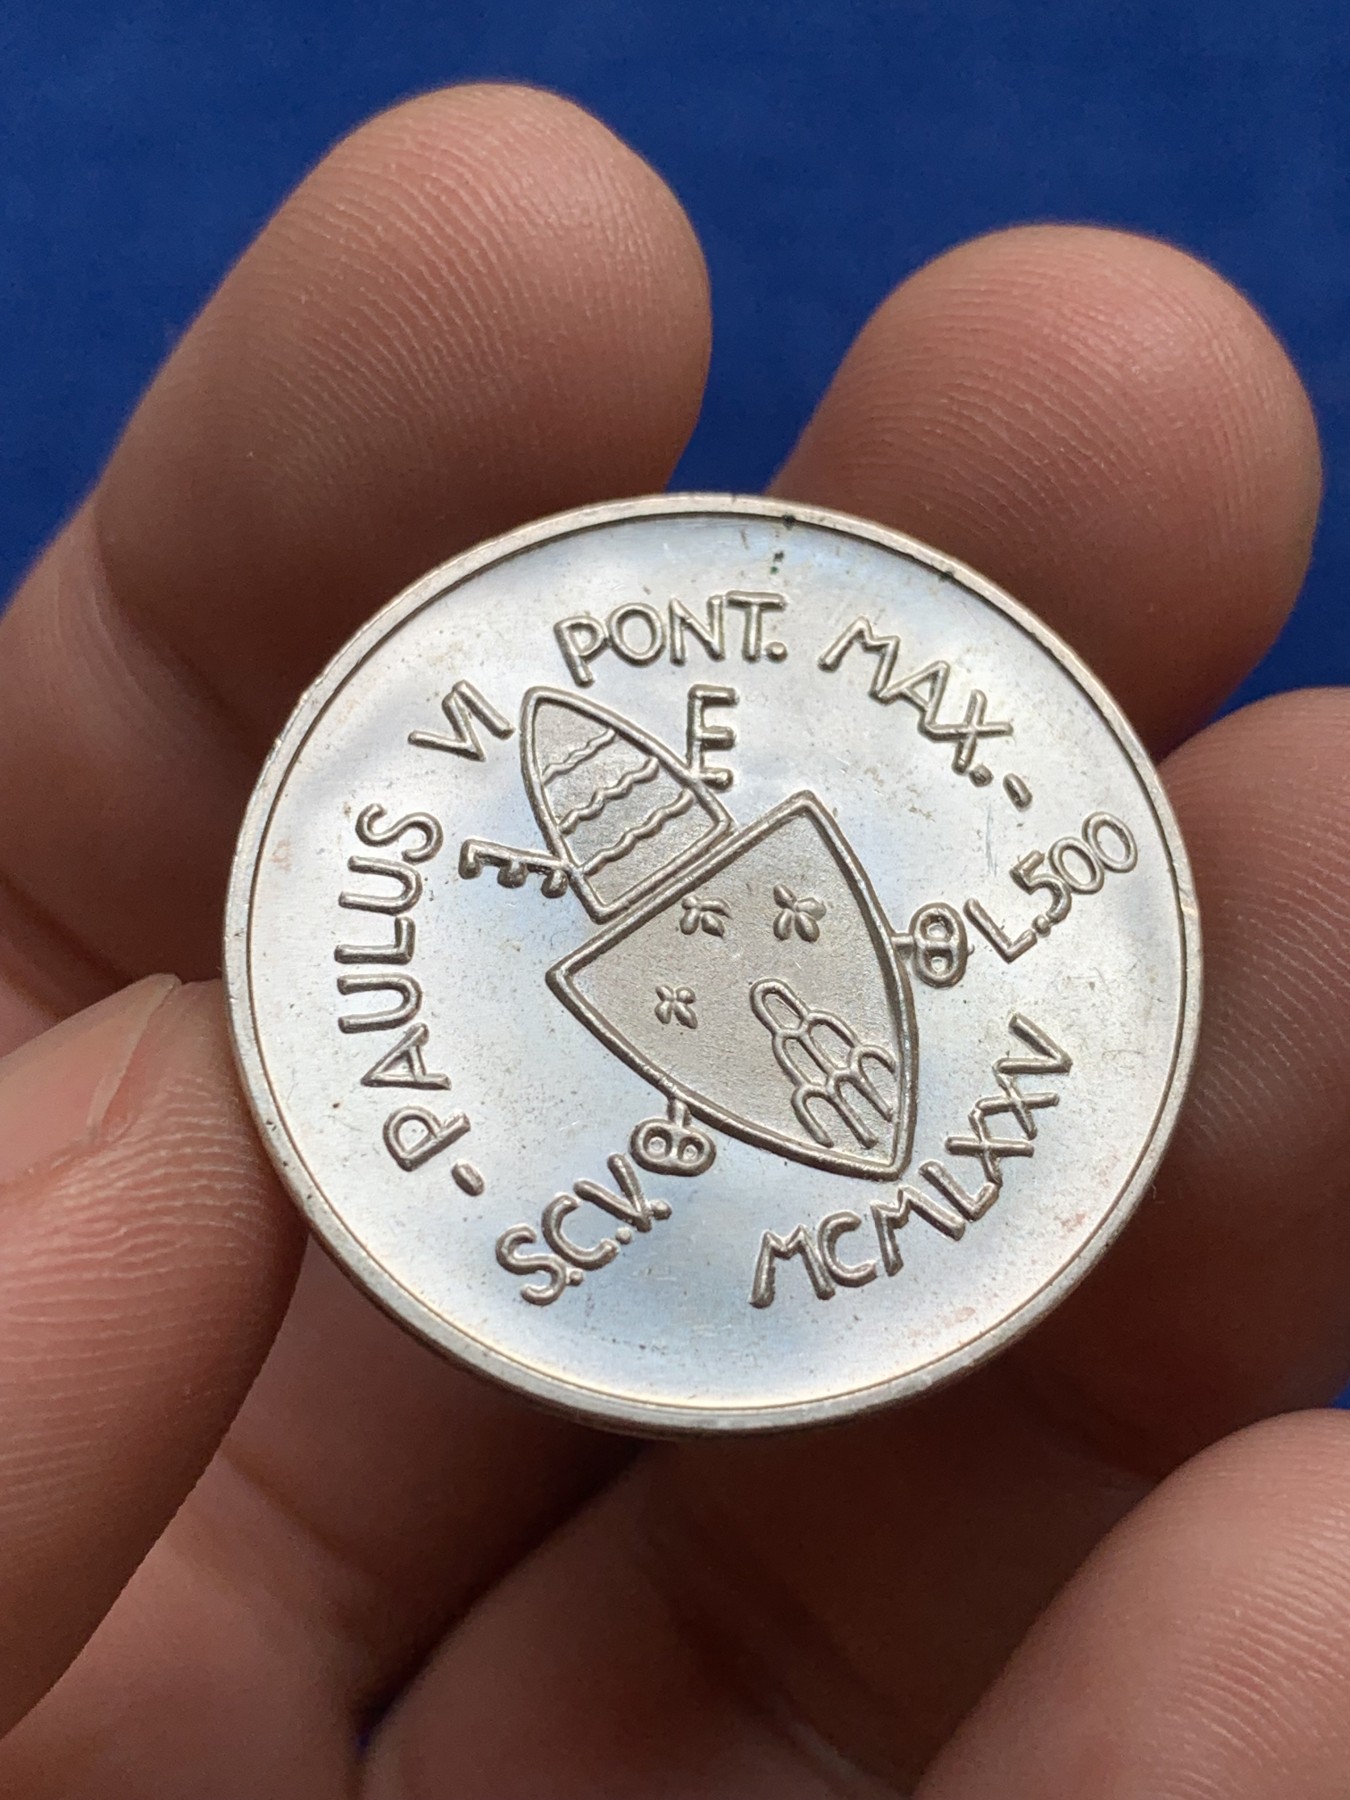 - PAULUS VI PONT. MAX. -
S.C.V. MCMLXXV L.500